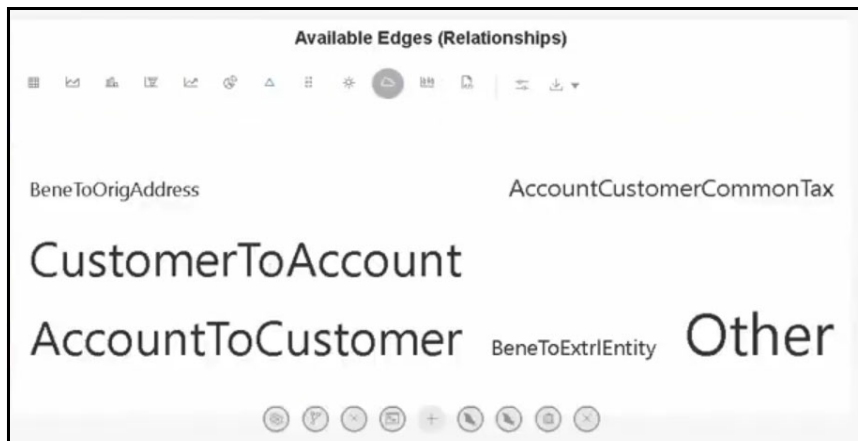 Available Edges (Relationships)
BeneToOrigAddress AccountCustomerCommonTax
CustomerToAccount
AccountToCustomer BeneToExtrlEntity Other